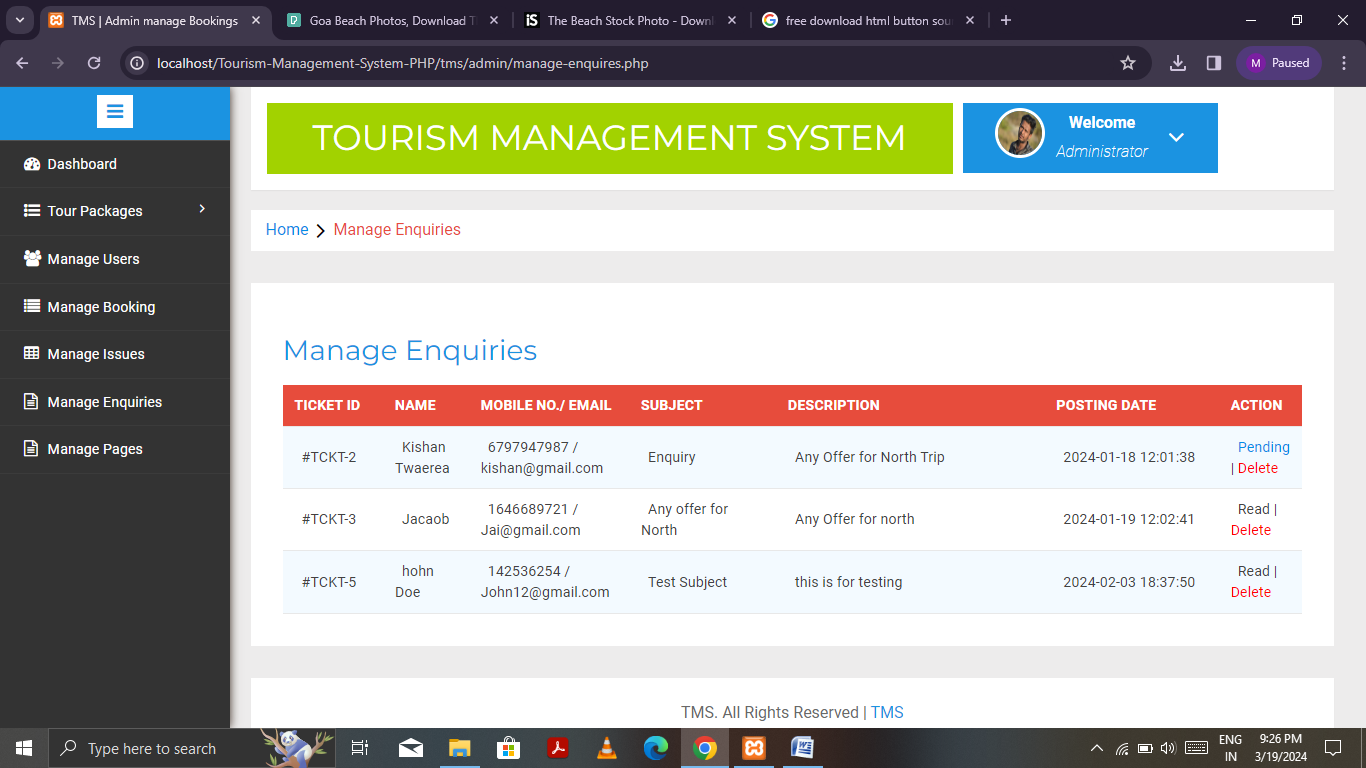 TMS | Admin manage Bookings
Goa Beach Photos, Download T
iS The Beach Stock Photo - Downl
free download html button sour
localhost/Tourism-Management-System-PHP/tms/admin/manage-enquires.php
M Paused
TOURISM MANAGEMENT SYSTEM
Welcome
Administrator
Dashboard
Tour Packages
Manage Users
Manage Booking
Manage Issues
Manage Enquiries
Manage Pages
Home > Manage Enquiries
Manage Enquiries
TICKET ID NAME MOBILE NO./ EMAIL SUBJECT DESCRIPTION POSTING DATE ACTION
#TCKT-2 Kishan Twaerea 6797947987 / kishan@gmail.com Enquiry Any Offer for North Trip 2024-01-18 12:01:38 Pending | Delete
#TCKT-3 Jacaob 1646689721 / Jai@gmail.com Any offer for North Any Offer for north 2024-01-19 12:02:41 Read | Delete
#TCKT-5 hohn Doe 142536254 / John12@gmail.com Test Subject this is for testing 2024-02-03 18:37:50 Read | Delete
TMS. All Rights Reserved | TMS
Type here to search
ENG
IN
9:26 PM
3/19/2024